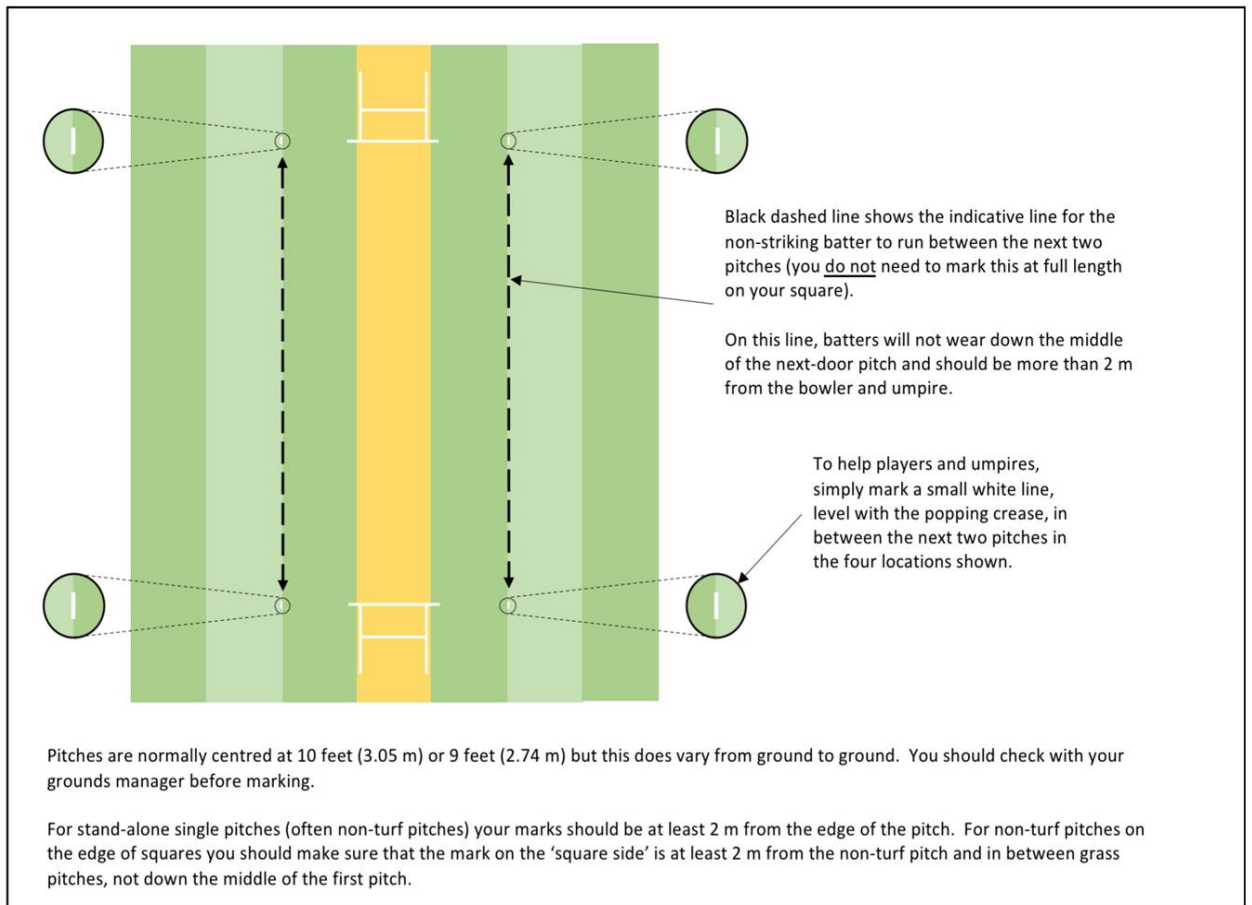 Black dashed line shows the indicative line for the
non-striking batter to run between the next two
pitches (you do not need to mark this at full length
on your square).
On this line, batters will not wear down the middle
of the next-door pitch and should be more than 2 m
from the bowler and umpire.
To help players and umpires,
simply mark a small white line,
level with the popping crease, in
between the next two pitches in
the four locations shown.
Pitches are normally centred at 10 feet (3.05 m) or 9 feet (2.74 m) but this does vary from ground to ground.  You should check with your
grounds manager before marking.
For stand-alone single pitches (often non-turf pitches) your marks should be at least 2 m from the edge of the pitch.  For non-turf pitches on
the edge of squares you should make sure that the mark on the ‘square side’ is at least 2 m from the non-turf pitch and in between grass
pitches, not down the middle of the first pitch.